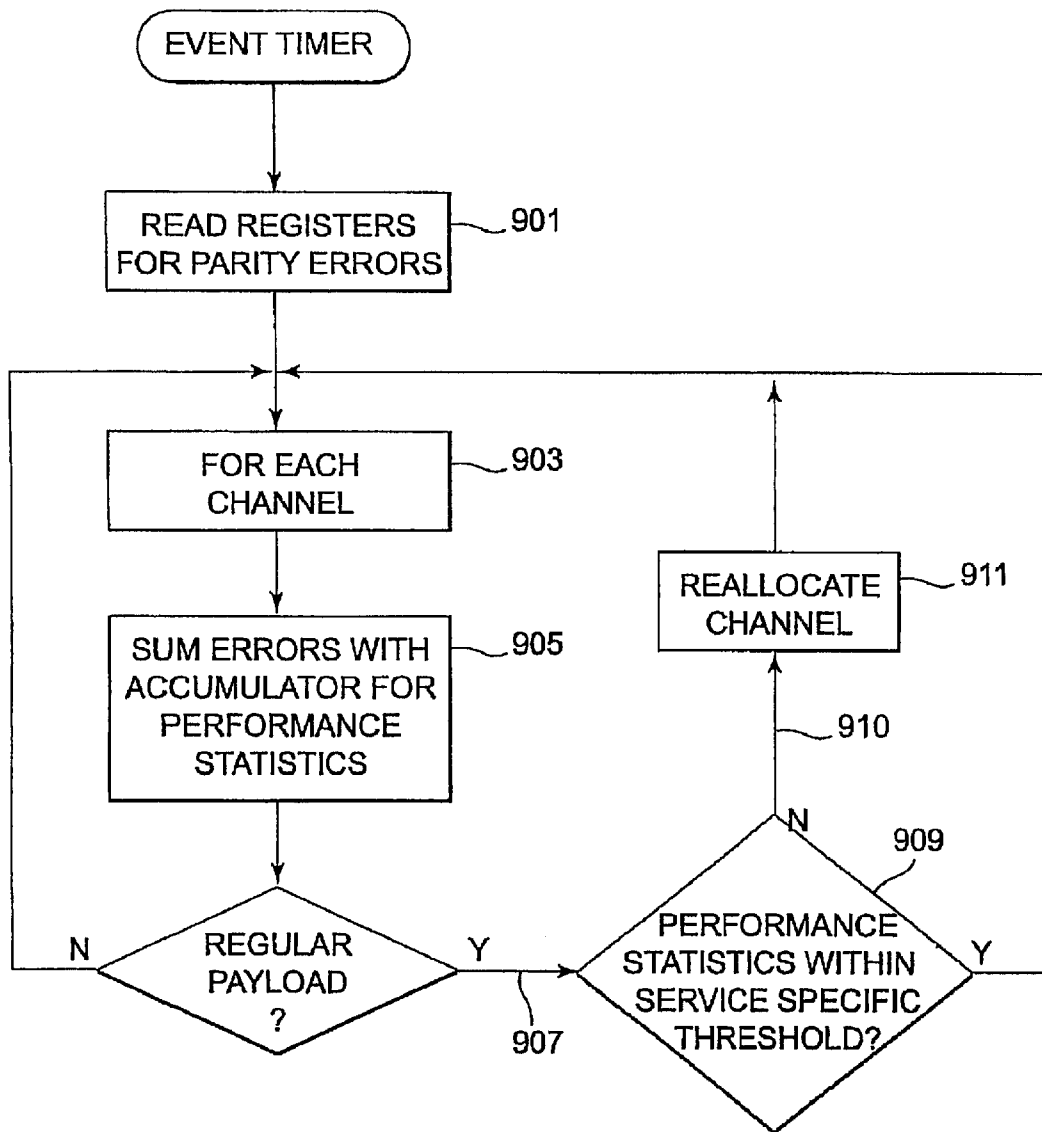 EVENT TIMER
READ REGISTERS
FOR PARITY ERRORS
901
FOR EACH
CHANNEL
903
SUM ERRORS WITH
ACCUMULATOR FOR
PERFORMANCE
STATISTICS
905
REALLOCATE
CHANNEL
911
910
N
REGULAR
PAYLOAD
?
Y
907
N
909
PERFORMANCE
STATISTICS WITHIN
SERVICE SPECIFIC
THRESHOLD?
Y